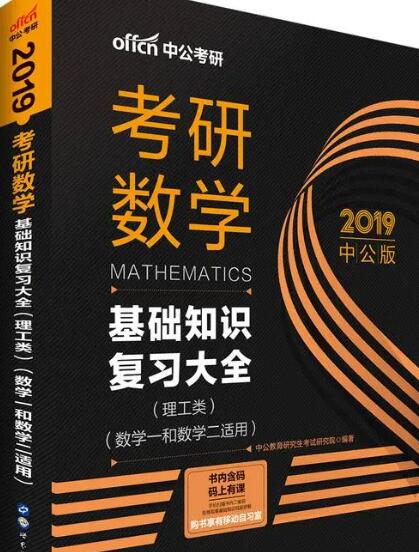 offcn 中公考研
考研
数学
MATHEMATICS
2019
中公版
基础知识
复习大全
(理工类)
(数学一和数学二适用)
中公教育研究生考试研究院 ◎ 编著
书内含码
码上有课
购书享有移动自习室
2019 考研数学 基础知识复习大全(理工类)(数学一和数学二适用)
中公